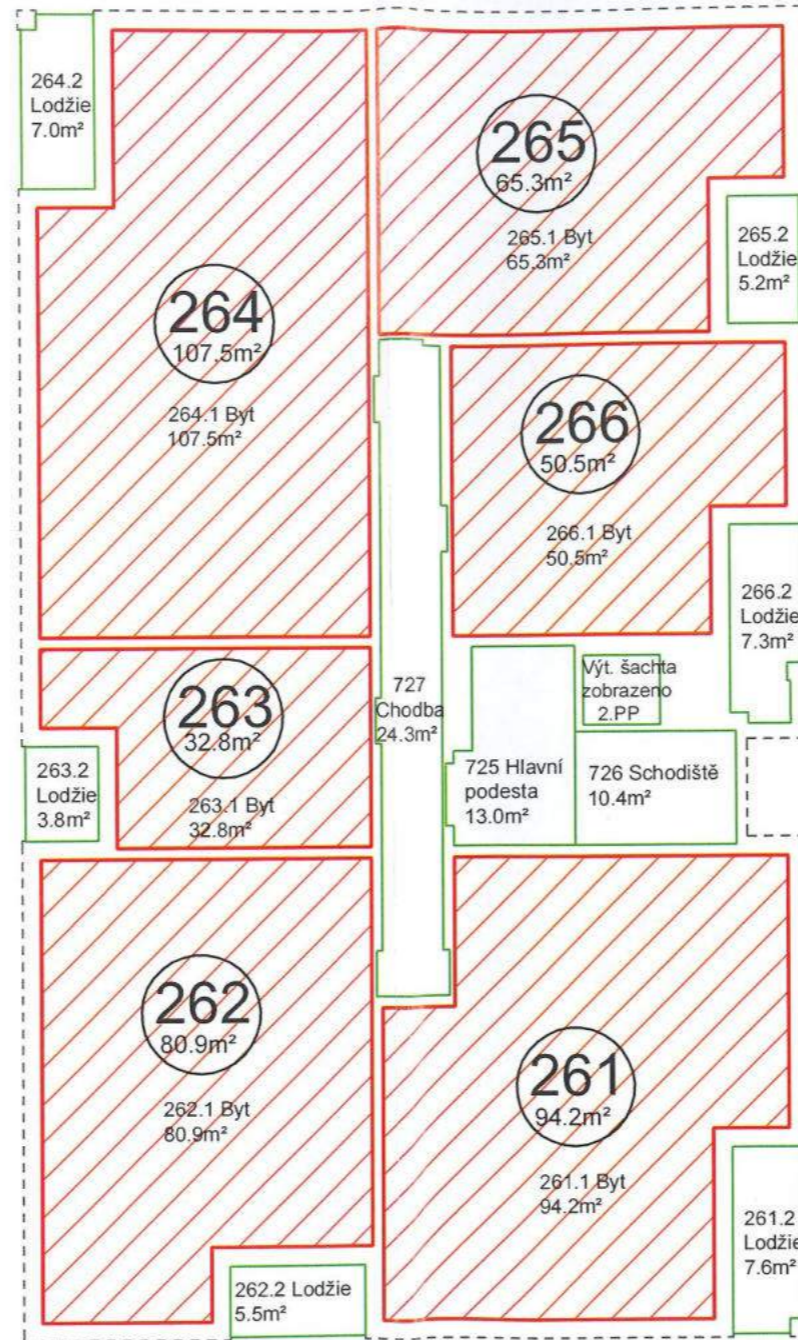 264.2
Lodžie
7.0m²
264
107.5m²
264.1 Byt
107.5m²
265
65.3m²
265.1 Byt
65.3m²
265.2
Lodžie
5.2m²
266
50.5m²
266.1 Byt
50.5m²
266.2
Lodžie
7.3m²
263
32.8m²
263.1 Byt
32.8m²
263.2
Lodžie
3.8m²
727
Chodba
24.3m²
Výt. šachta
zobrazeno
2.PP
725 Hlavní
podesta
13.0m²
726 Schodiště
10.4m²
262
80.9m²
262.1 Byt
80.9m²
262.2 Lodžie
5.5m²
261
94.2m²
261.1 Byt
94.2m²
261.2
Lodžie
7.6m²